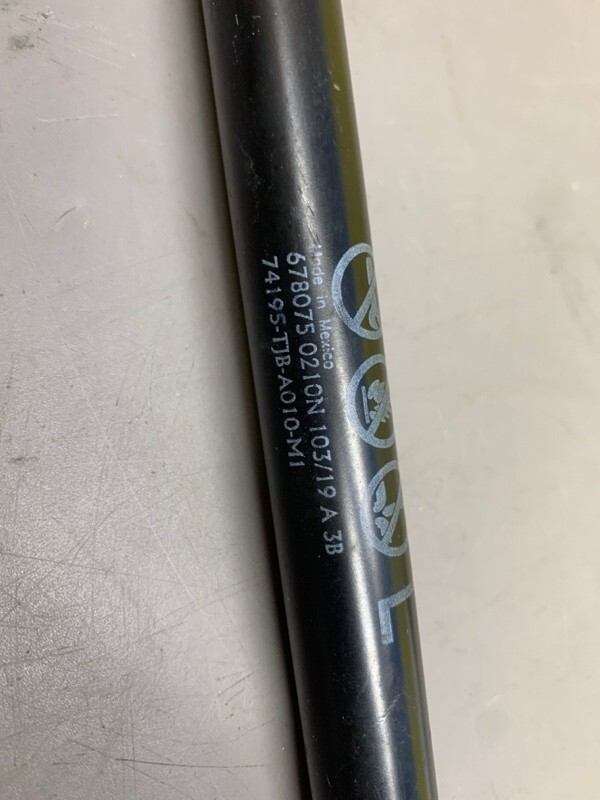 Made in Mexico
678075 0210N 103/19 A 3B
74195-TJB-A010-M1
L